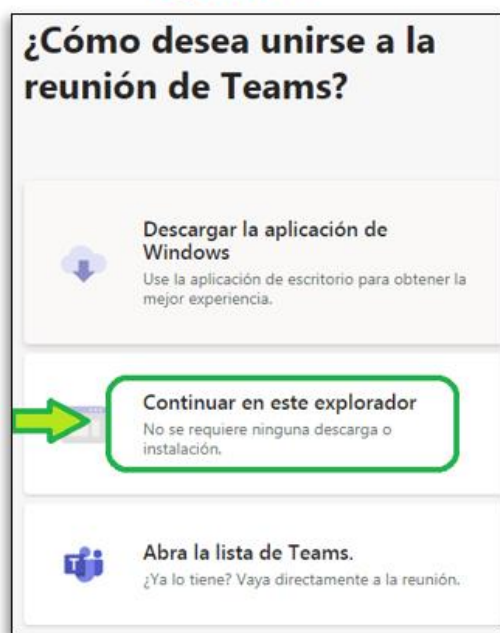 ¿Cómo desea unirse a la
reunión de Teams?
Descargar la aplicación de
Windows
Use la aplicación de escritorio para obtener la
mejor experiencia.
Continuar en este explorador
No se requiere ninguna descarga o
instalación.
Abra la lista de Teams.
¿Ya lo tiene? Vaya directamente a la reunión.